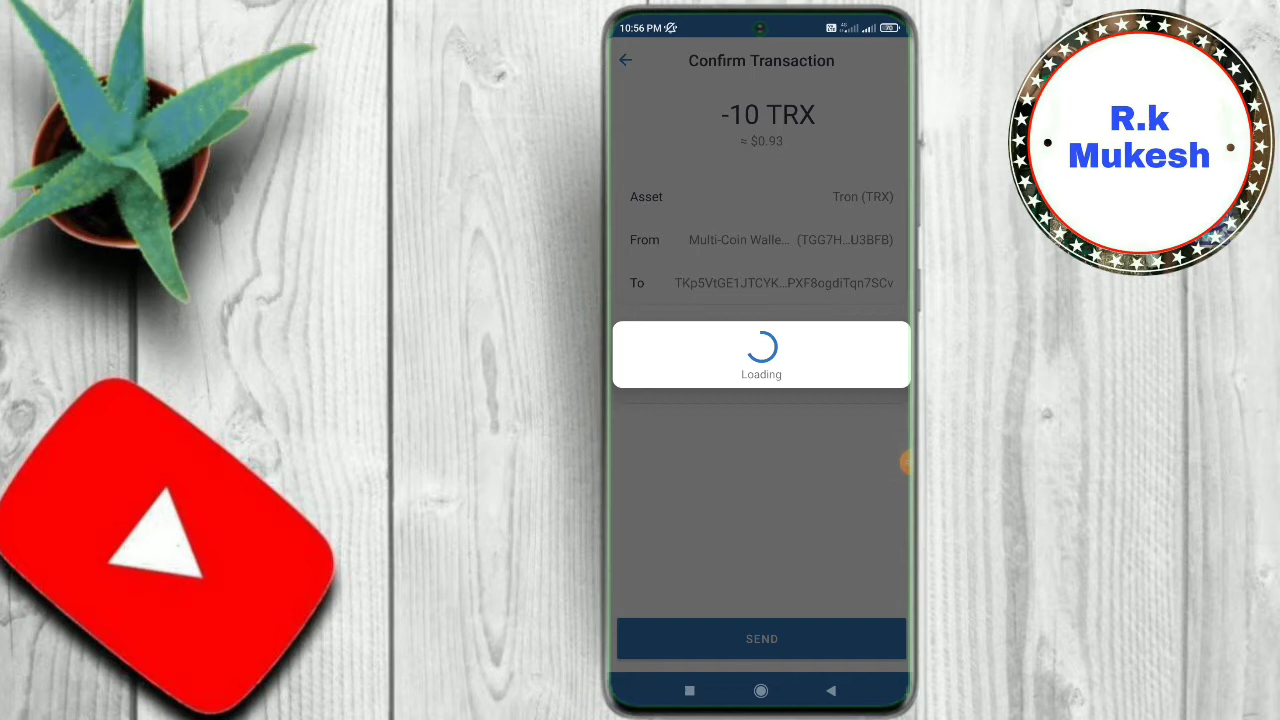 10:56 PM
70
Confirm Transaction
-10 TRX
≈ $0.93
Asset Tron (TRX)
From Multi-Coin Walle... (TGG7H...U3BFB)
To TKp5VtGE1JTCYK...PXF8ogdiTqn7SCv
Loading
SEND
R.k
Mukesh